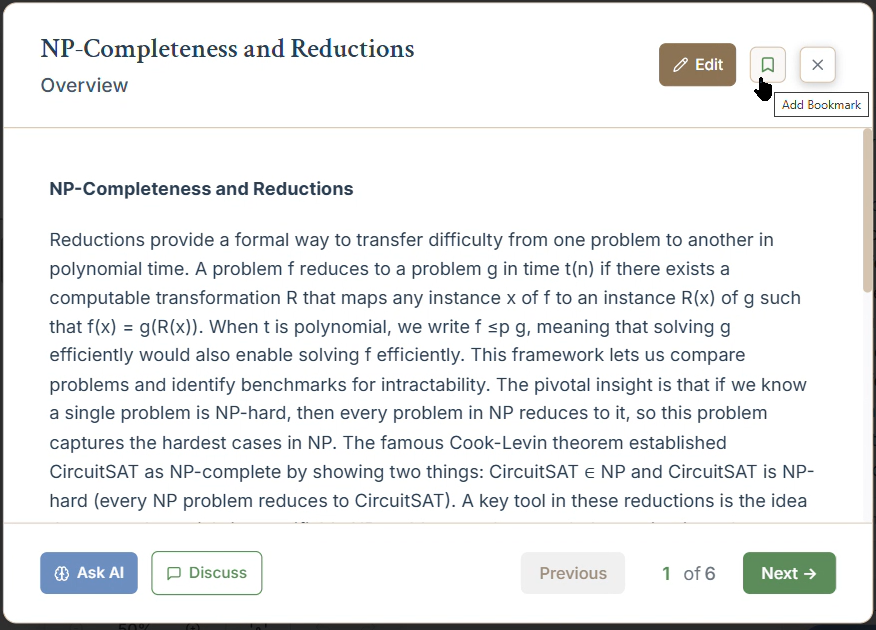 NP-Completeness and Reductions
Overview
Edit
Add Bookmark
NP-Completeness and Reductions
Reductions provide a formal way to transfer difficulty from one problem to another in
polynomial time. A problem f reduces to a problem g in time t(n) if there exists a
computable transformation R that maps any instance x of f to an instance R(x) of g such
that f(x) = g(R(x)). When t is polynomial, we write f ≤p g, meaning that solving g
efficiently would also enable solving f efficiently. This framework lets us compare
problems and identify benchmarks for intractability. The pivotal insight is that if we know
a single problem is NP-hard, then every problem in NP reduces to it, so this problem
captures the hardest cases in NP. The famous Cook-Levin theorem established
CircuitSAT as NP-complete by showing two things: CircuitSAT ∈ NP and CircuitSAT is NP-
hard (every NP problem reduces to CircuitSAT). A key tool in these reductions is the idea
Ask AI
Discuss
Previous
1 of 6
Next →